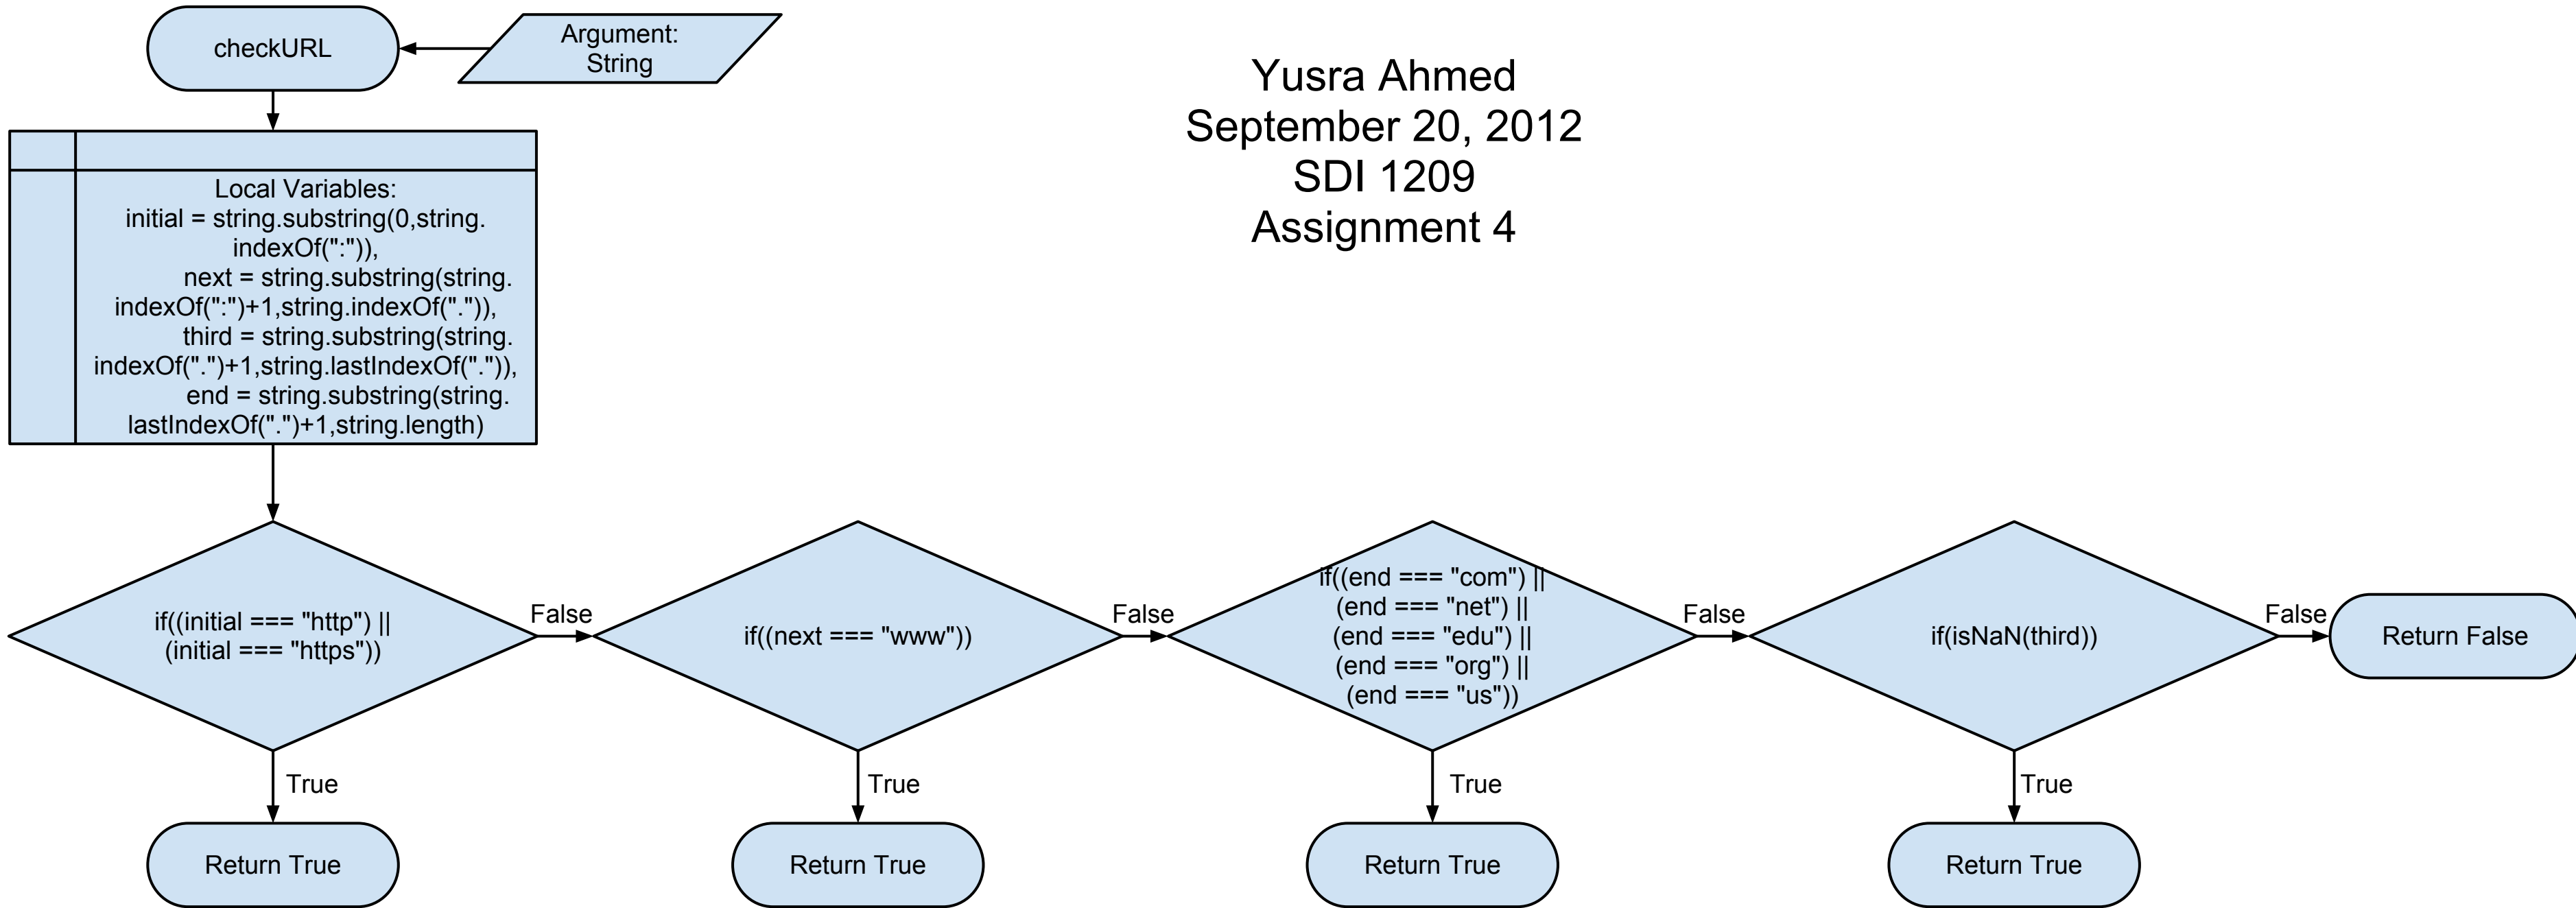 checkURL
Argument:
String
Yusra Ahmed
September 20, 2012
SDI 1209
Assignment 4
Local Variables:
initial = string.substring(0,string.
indexOf(":")),
next = string.substring(string.
indexOf(":")+1,string.indexOf(".")),
third = string.substring(string.
indexOf(".")+1,string.lastIndexOf(".")),
end = string.substring(string.
lastIndexOf(".")+1,string.length)
if((initial === "http") ||
(initial === "https"))
False
if((next === "www"))
False
if((end === "com") ||
(end === "net") ||
(end === "edu") ||
(end === "org") ||
(end === "us"))
False
if(isNaN(third))
False
Return False
True
True
True
True
Return True
Return True
Return True
Return True